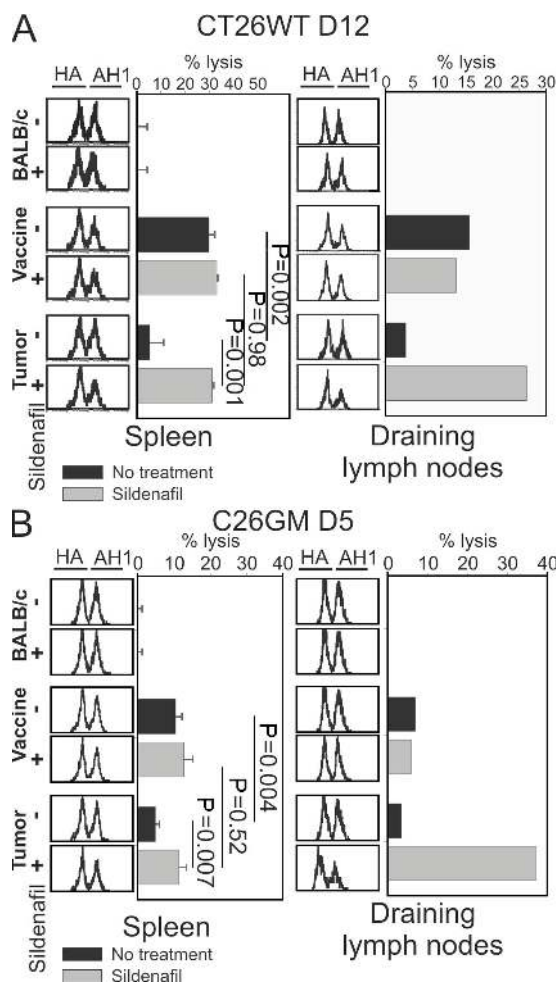 A
CT26WT D12
% lysis
% lysis
HA AH1
0 10 20 30 40 50
HA AH1
0 5 10 15 20 25 30
BALB/c
- +
Vaccine
- +
Tumor
- +
Sildenafil
P=0.002
P=0.98
P=0.001
Spleen
Draining
lymph nodes
No treatment
Sildenafil
B
C26GM D5
% lysis
% lysis
HA AH1
0 10 20 30 40
HA AH1
0 10 20 30 40
BALB/c
- +
Vaccine
- +
Tumor
- +
Sildenafil
P=0.004
P=0.52
P=0.007
Spleen
Draining
lymph nodes
No treatment
Sildenafil